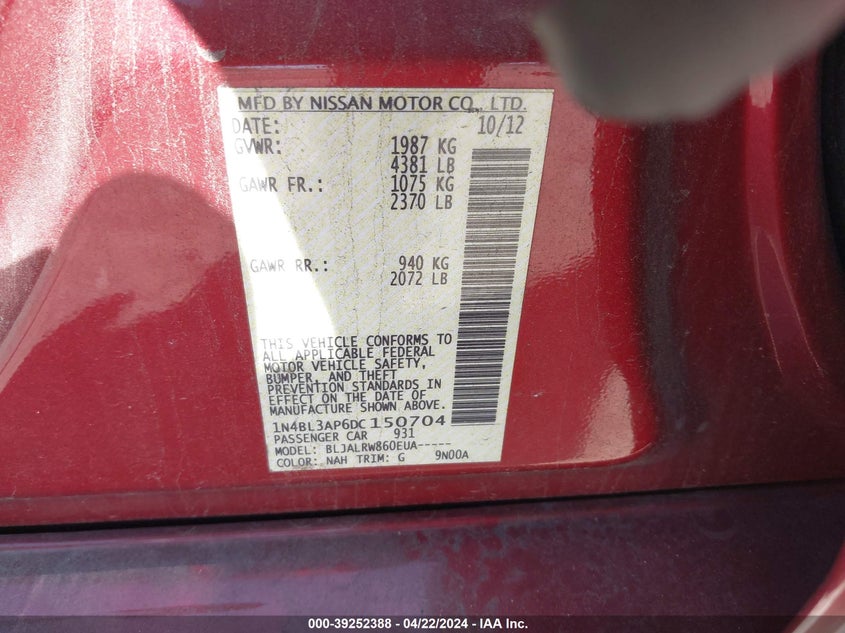 MFD BY NISSAN MOTOR CO., LTD.
DATE: 10/12
GVWR: 1987 KG
4381 LB
GAWR FR.: 1075 KG
2370 LB
GAWR RR.: 940 KG
2072 LB
THIS VEHICLE CONFORMS TO
ALL APPLICABLE FEDERAL
MOTOR VEHICLE SAFETY,
BUMPER, AND THEFT
PREVENTION STANDARDS IN
EFFECT ON THE DATE OF
MANUFACTURE SHOWN ABOVE.
1N4BL3AP6DC150704
PASSENGER CAR 931
MODEL: BLJALRW860EUA-----
COLOR: NAH TRIM: G 9N00A
000-39252388 - 04/22/2024 - IAA Inc.